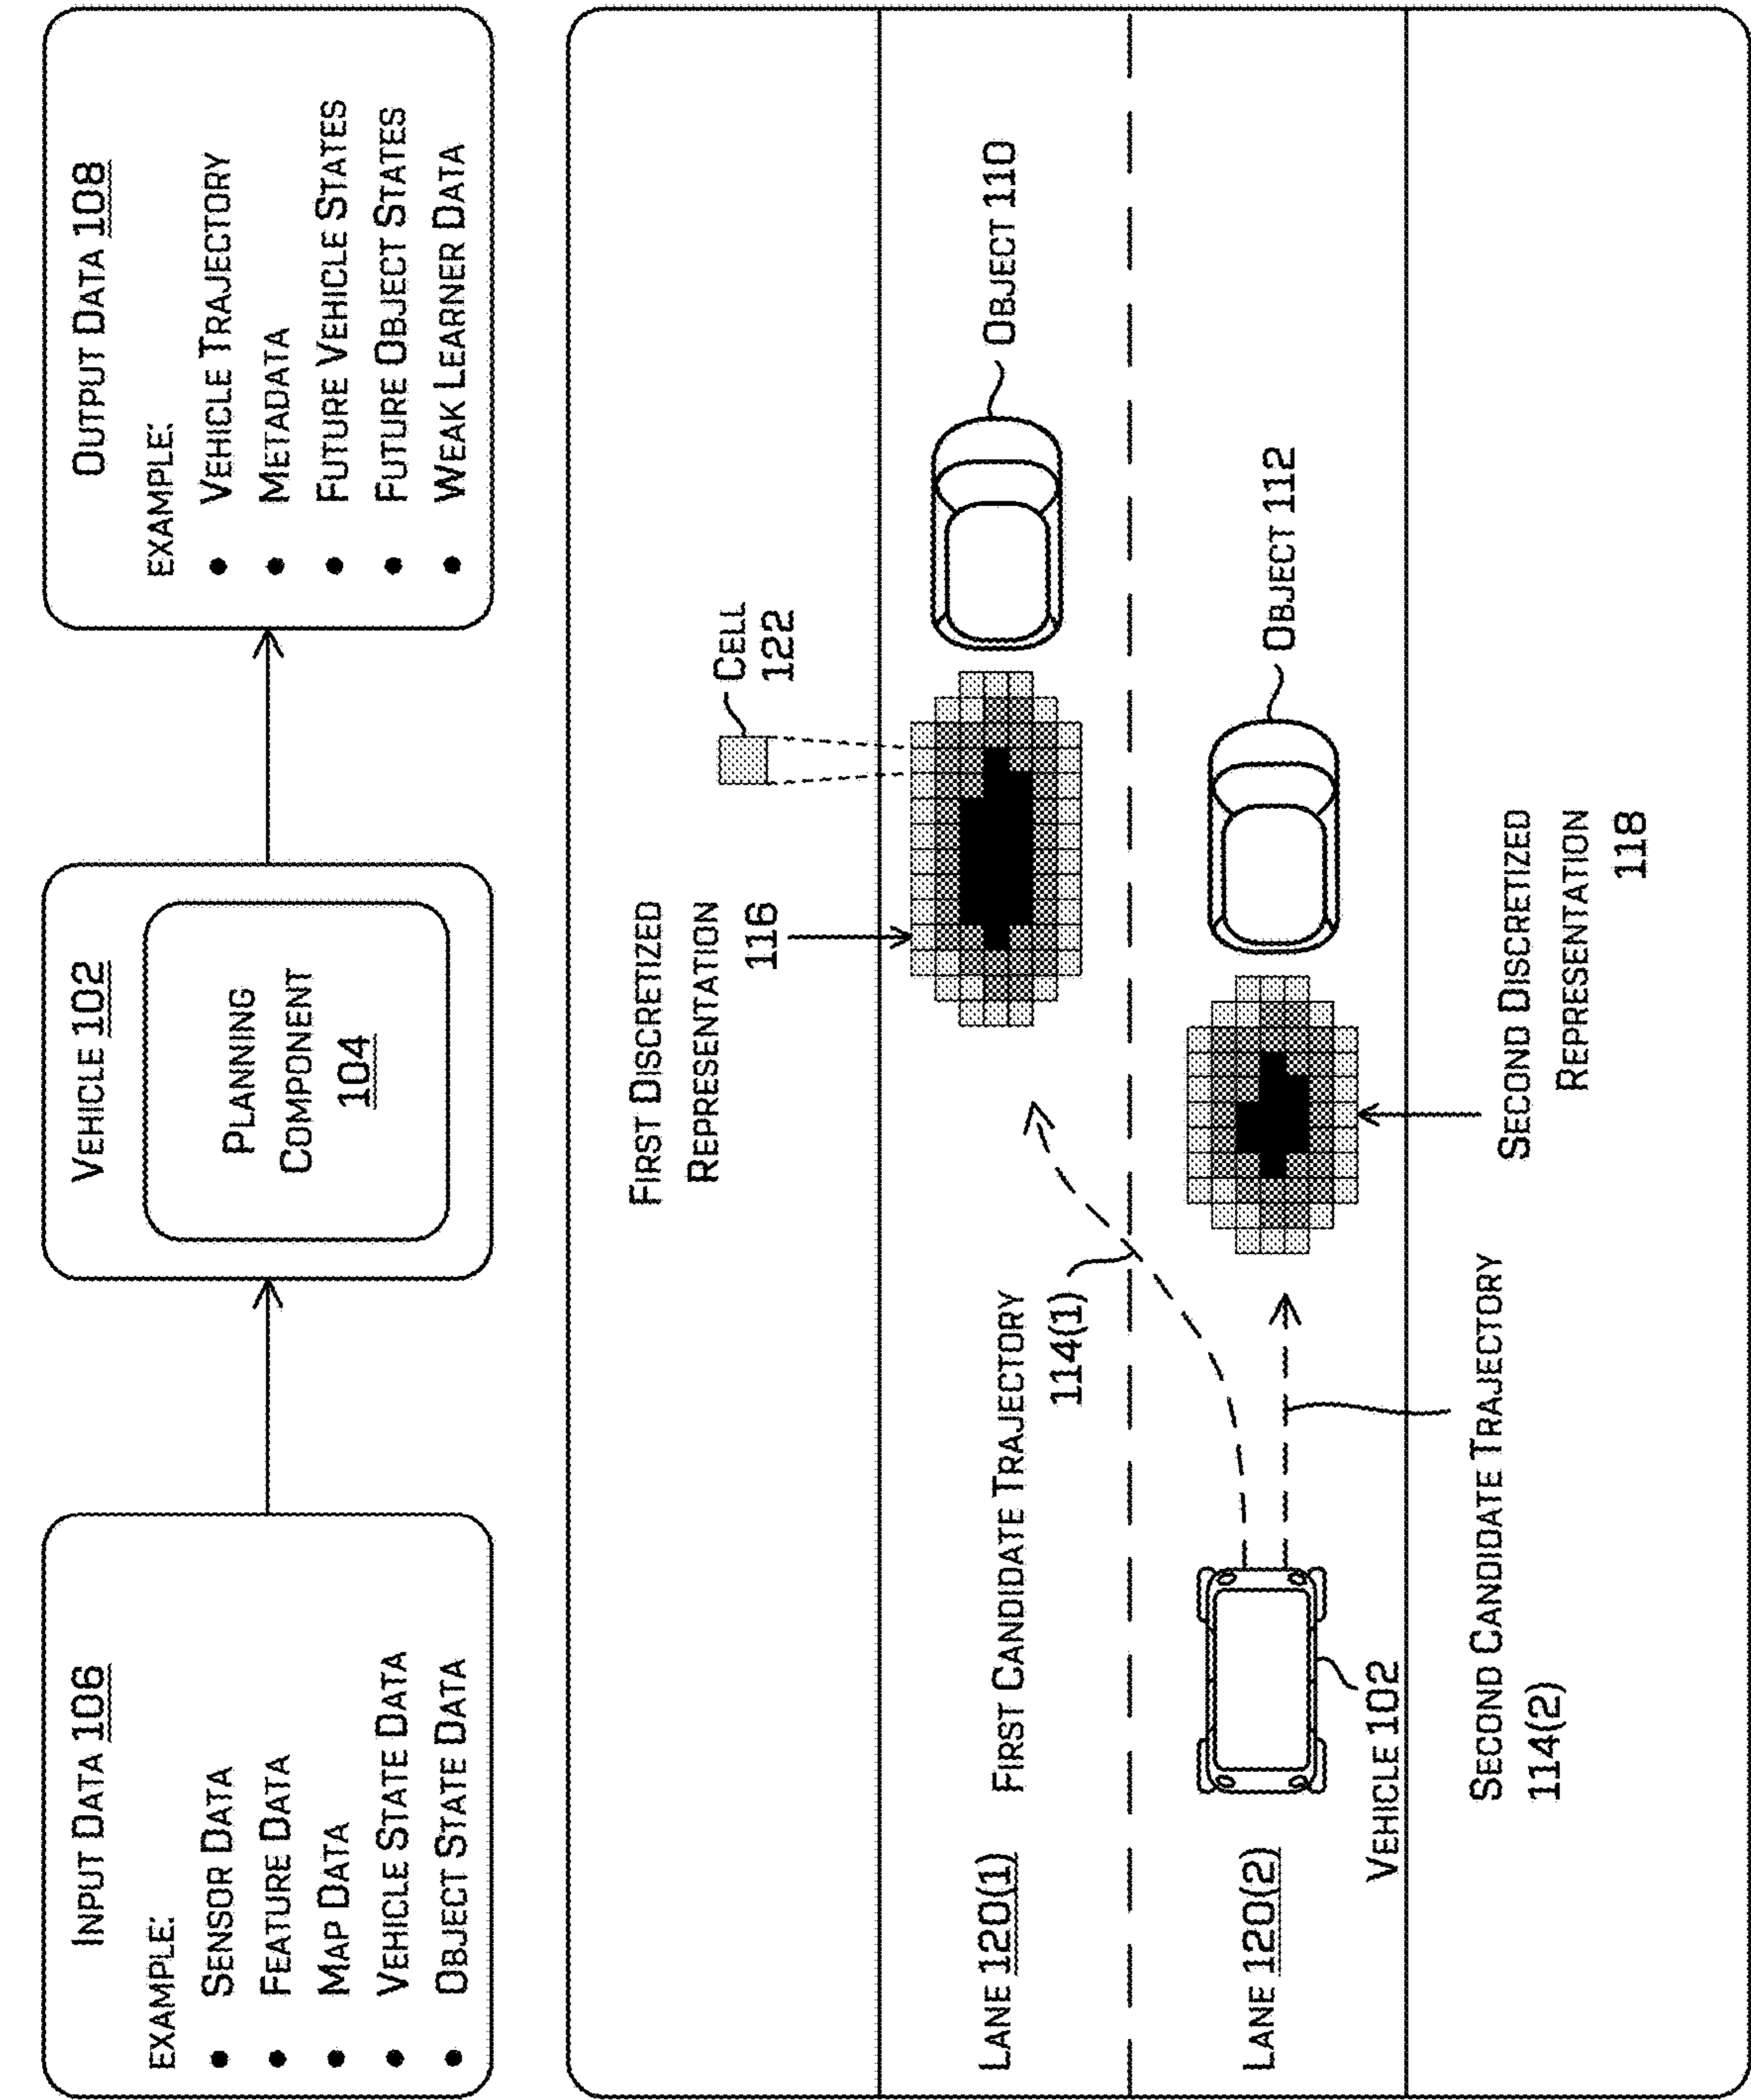 INPUT DATA 106
EXAMPLE:
• SENSOR DATA
• FEATURE DATA
• MAP DATA
• VEHICLE STATE DATA
• OBJECT STATE DATA
VEHICLE 102
PLANNING
COMPONENT
104
OUTPUT DATA 108
EXAMPLE:
• VEHICLE TRAJECTORY
• METADATA
• FUTURE VEHICLE STATES
• FUTURE OBJECT STATES
• WEAK LEARNER DATA
FIRST DISCRETIZED
REPRESENTATION
116
CELL
122
LANE 120(1)
FIRST CANDIDATE TRAJECTORY
114(1)
OBJECT 110
LANE 120(2)
VEHICLE 102
OBJECT 112
SECOND CANDIDATE TRAJECTORY
114(2)
SECOND DISCRETIZED
REPRESENTATION
118